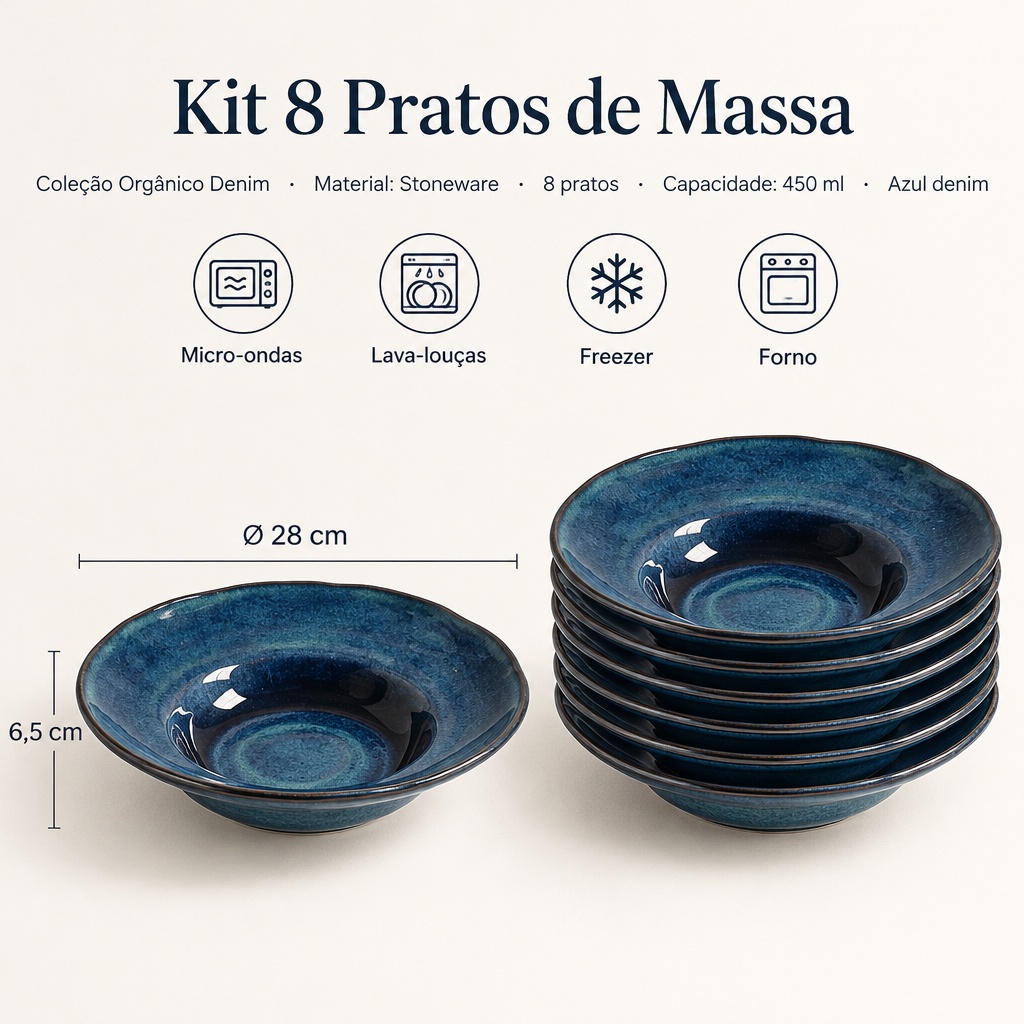 Kit 8 Pratos de Massa
Coleção Orgânico Denim · Material: Stoneware · 8 pratos · Capacidade: 450 ml · Azul denim
Micro-ondas Lava-louças Freezer Forno
Ø 28 cm
6,5 cm